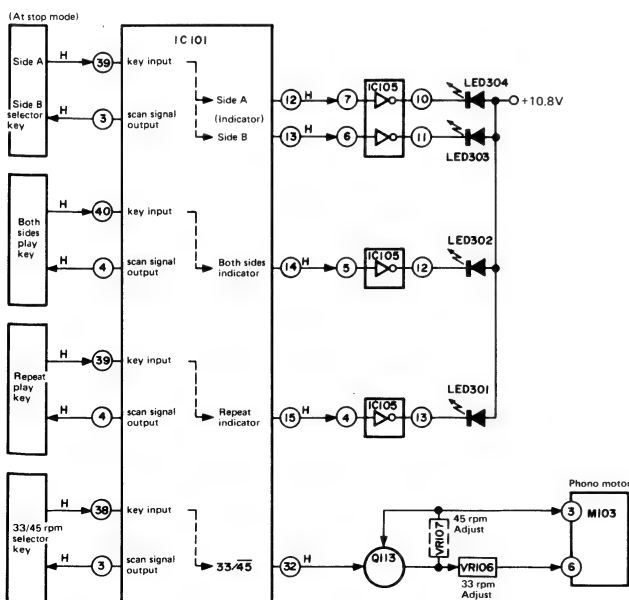 (At stop mode)
IC101
Side A
H
39
key input
Side B
selector
key
H
3
scan signal
output
Side A
(indicator)
Side B
12
H
7
IC105
10
LED304
+10.8V
13
H
6
11
LED303
Both
sides
play
key
H
40
key input
H
4
scan signal
output
Both sides
indicator
14
H
5
IC105
12
LED302
Repeat
play
key
H
39
key input
H
4
scan signal
output
Repeat
indicator
15
H
4
IC105
13
LED301
33/45 rpm
selector
key
H
38
key input
H
3
scan signal
output
33/45
32
H
Q113
VR107
45 rpm
Adjust
VR106
33 rpm
Adjust
Phono motor
3
M103
6